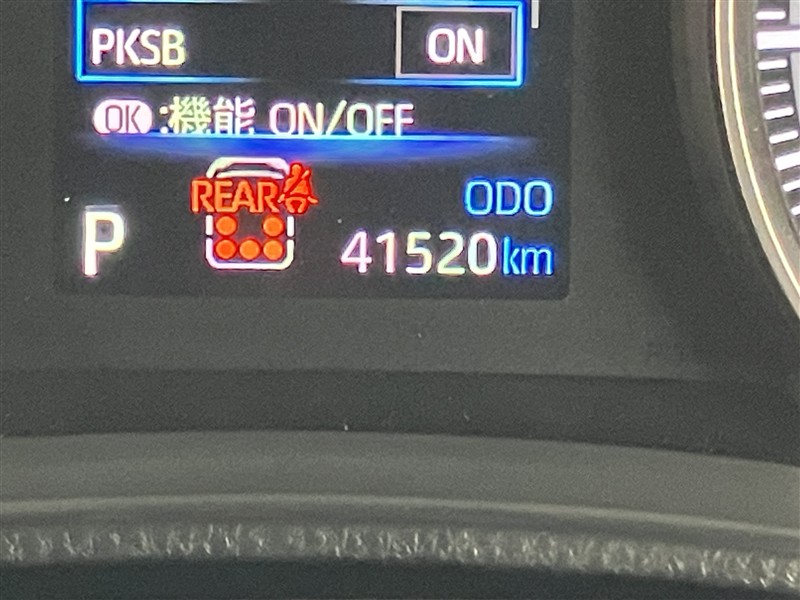 PKSB ON
OK :機能 ON/OFF
REAR
ODO
P 41520km